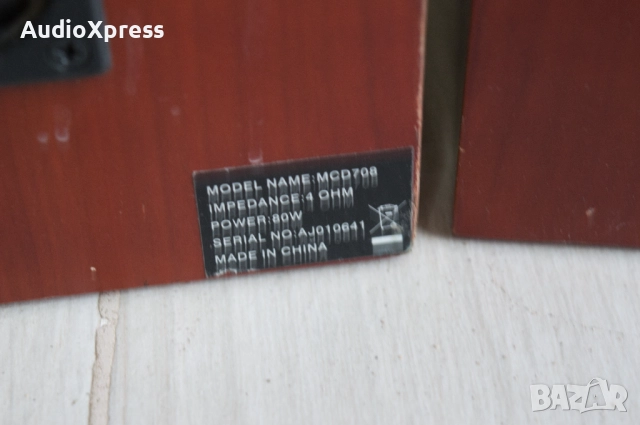 AudioXpress
MODEL NAME:MCD708
IMPEDANCE:4 OHM
POWER:80W
SERIAL NO:AJ010641
MADE IN CHINA
BAZAR